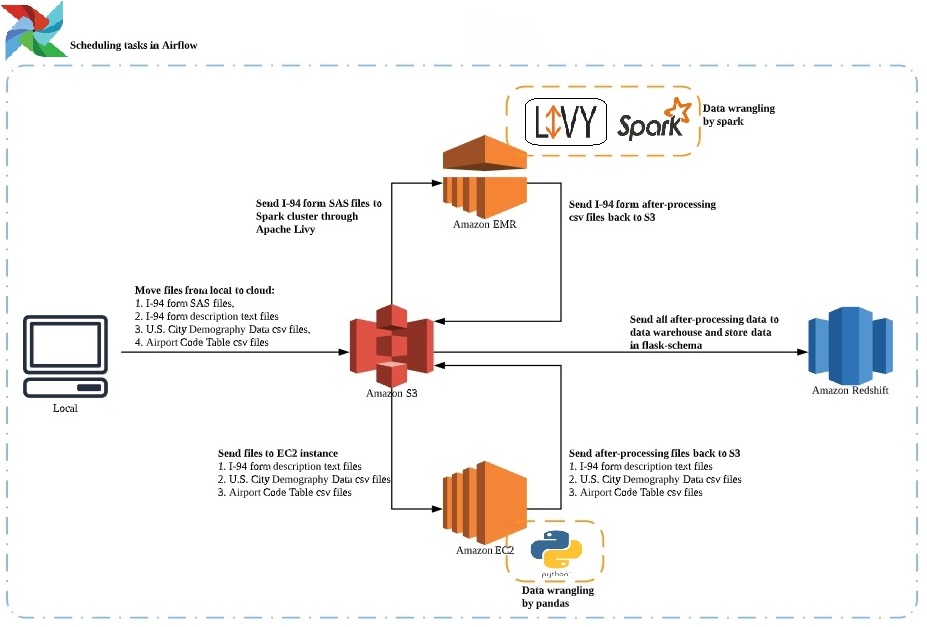 Scheduling tasks in Airflow
LIVY
Spark
Data wrangling
by spark
Amazon EMR
Send I-94 form SAS files to
Spark cluster through
Apache Livy
Send I-94 form after-processing
csv files back to S3
Move files from local to cloud:
1. I-94 form SAS files,
2. I-94 form description text files
3. U.S. City Demography Data csv files,
4. Airport Code Table csv files
Send all after-processing data to
data warehouse and store data
in flask-schema
Local
Amazon S3
Amazon Redshift
Send files to EC2 instance
1. I-94 form description text files
2. U.S. City Demography Data csv files
3. Airport Code Table csv files
Send after-processing files back to S3
1. I-94 form description text files
2. U.S. City Demography Data csv files
3. Airport Code Table csv files
Amazon EC2
python
Data wrangling
by pandas